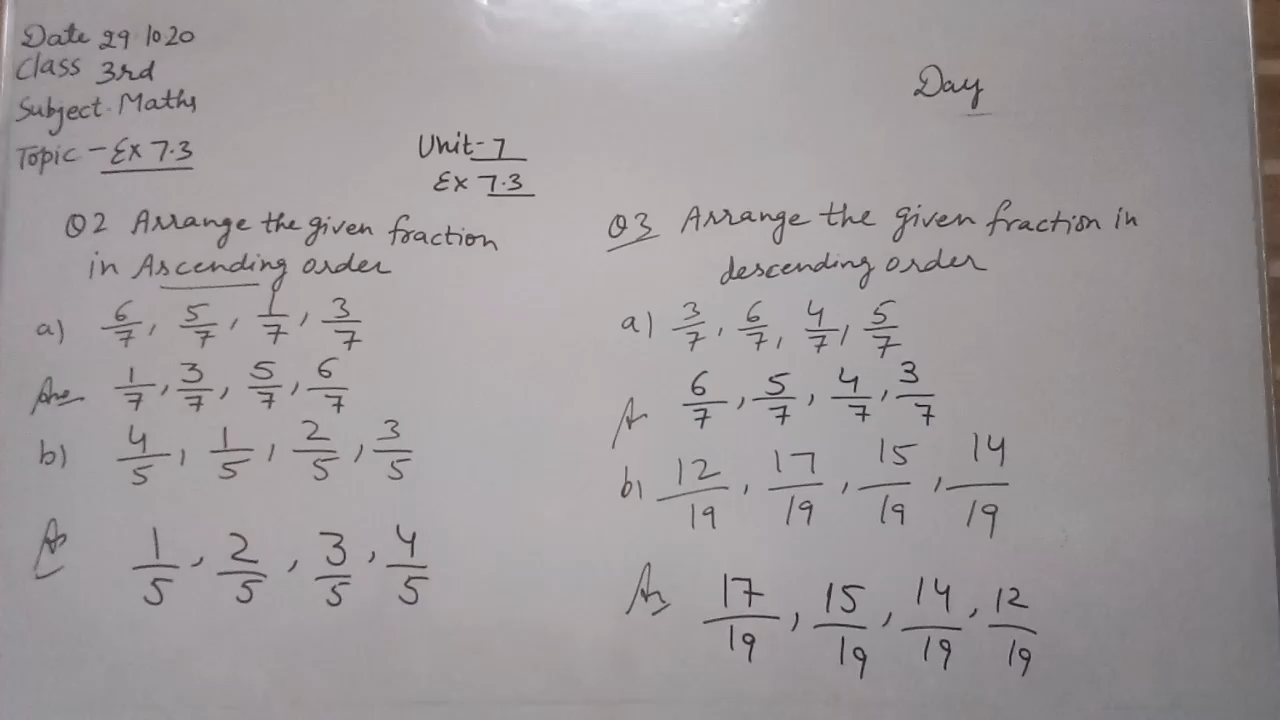 Date 29 10 20
Class 3rd
Subject. Maths
Topic - Ex 7.3
Day
Unit-7
Ex 7.3
Q2 Arrange the given fraction
in Ascending order
a) 6/7, 5/7, 1/7, 3/7
Ans 1/7, 3/7, 5/7, 6/7
b) 4/5, 1/5, 2/5, 3/5
A 1/5, 2/5, 3/5, 4/5
Q3 Arrange the given fraction in
descending order
a) 3/7, 6/7, 4/7, 5/7
A 6/7, 5/7, 4/7, 3/7
b) 12/19, 17/19, 15/19, 14/19
An 17/19, 15/19, 14/19, 12/19